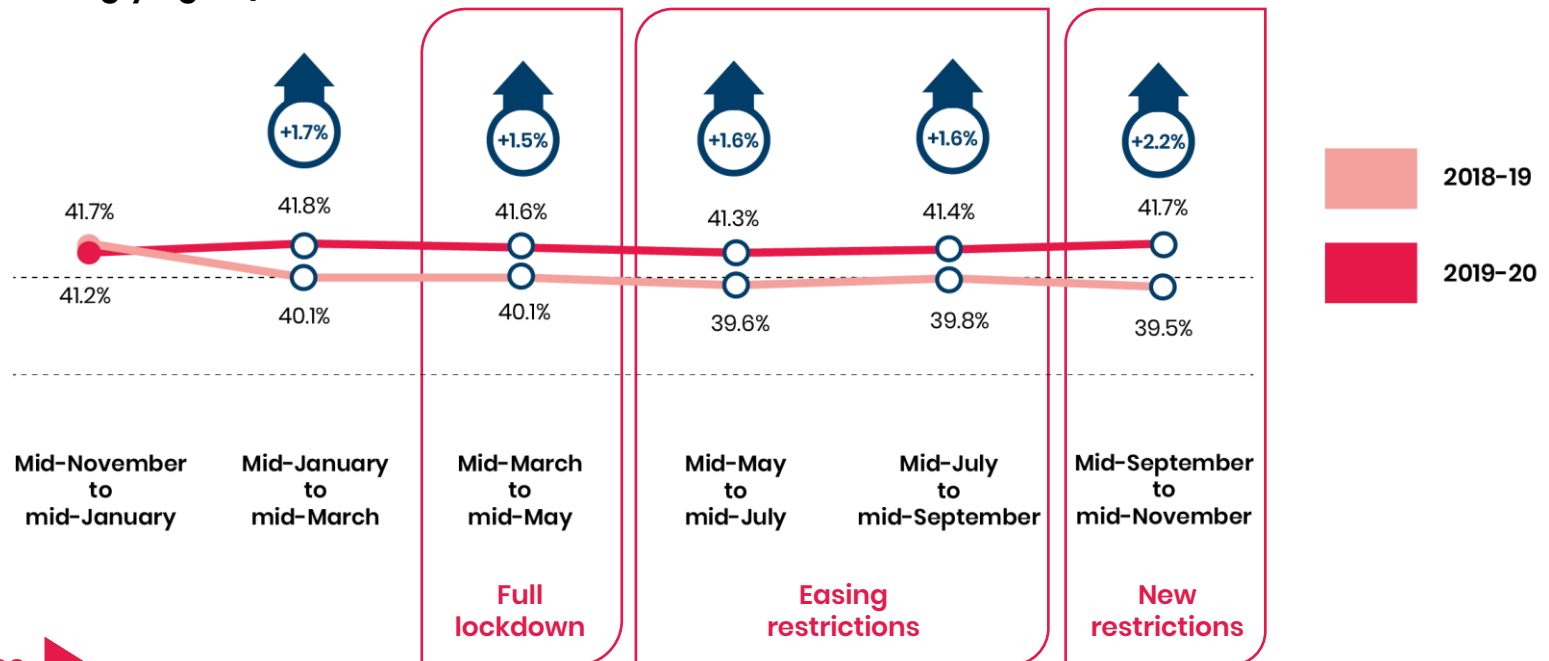 +1.7%
+1.5%
+1.6%
+1.6%
+2.2%
41.7%
41.8%
41.6%
41.3%
41.4%
41.7%
41.2%
40.1%
40.1%
39.6%
39.8%
39.5%
2018-19
2019-20
Mid-November
to
mid-January
Mid-January
to
mid-March
Mid-March
to
mid-May
Mid-May
to
mid-July
Mid-July
to
mid-September
Mid-September
to
mid-November
Full
lockdown
Easing
restrictions
New
restrictions